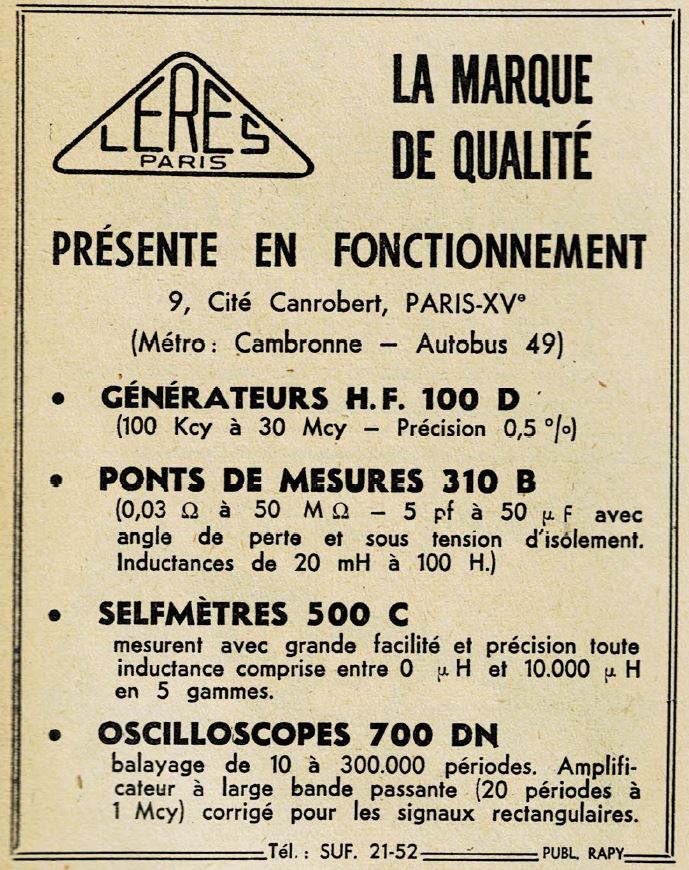 LERES
PARIS
LA MARQUE
DE QUALITÉ
PRÉSENTE EN FONCTIONNEMENT
9, Cité Canrobert, PARIS-XVe
(Métro : Cambronne — Autobus 49)
• GÉNÉRATEURS H.F. 100 D
(100 Kcy à 30 Mcy — Précision 0,5 %)
• PONTS DE MESURES 310 B
(0,03 Ω à 50 M Ω — 5 pf à 50 μ F avec
angle de perte et sous tension d'isolement.
Inductances de 20 mH à 100 H.)
• SELFMÈTRES 500 C
mesurent avec grande facilité et précision toute
inductance comprise entre 0 μ H et 10.000 μ H
en 5 gammes.
• OSCILLOSCOPES 700 DN
balayage de 10 à 300.000 périodes. Amplifi-
cateur à large bande passante (20 périodes à
1 Mcy) corrigé pour les signaux rectangulaires.
Tél. : SUF. 21-52
PUBL. RAPY